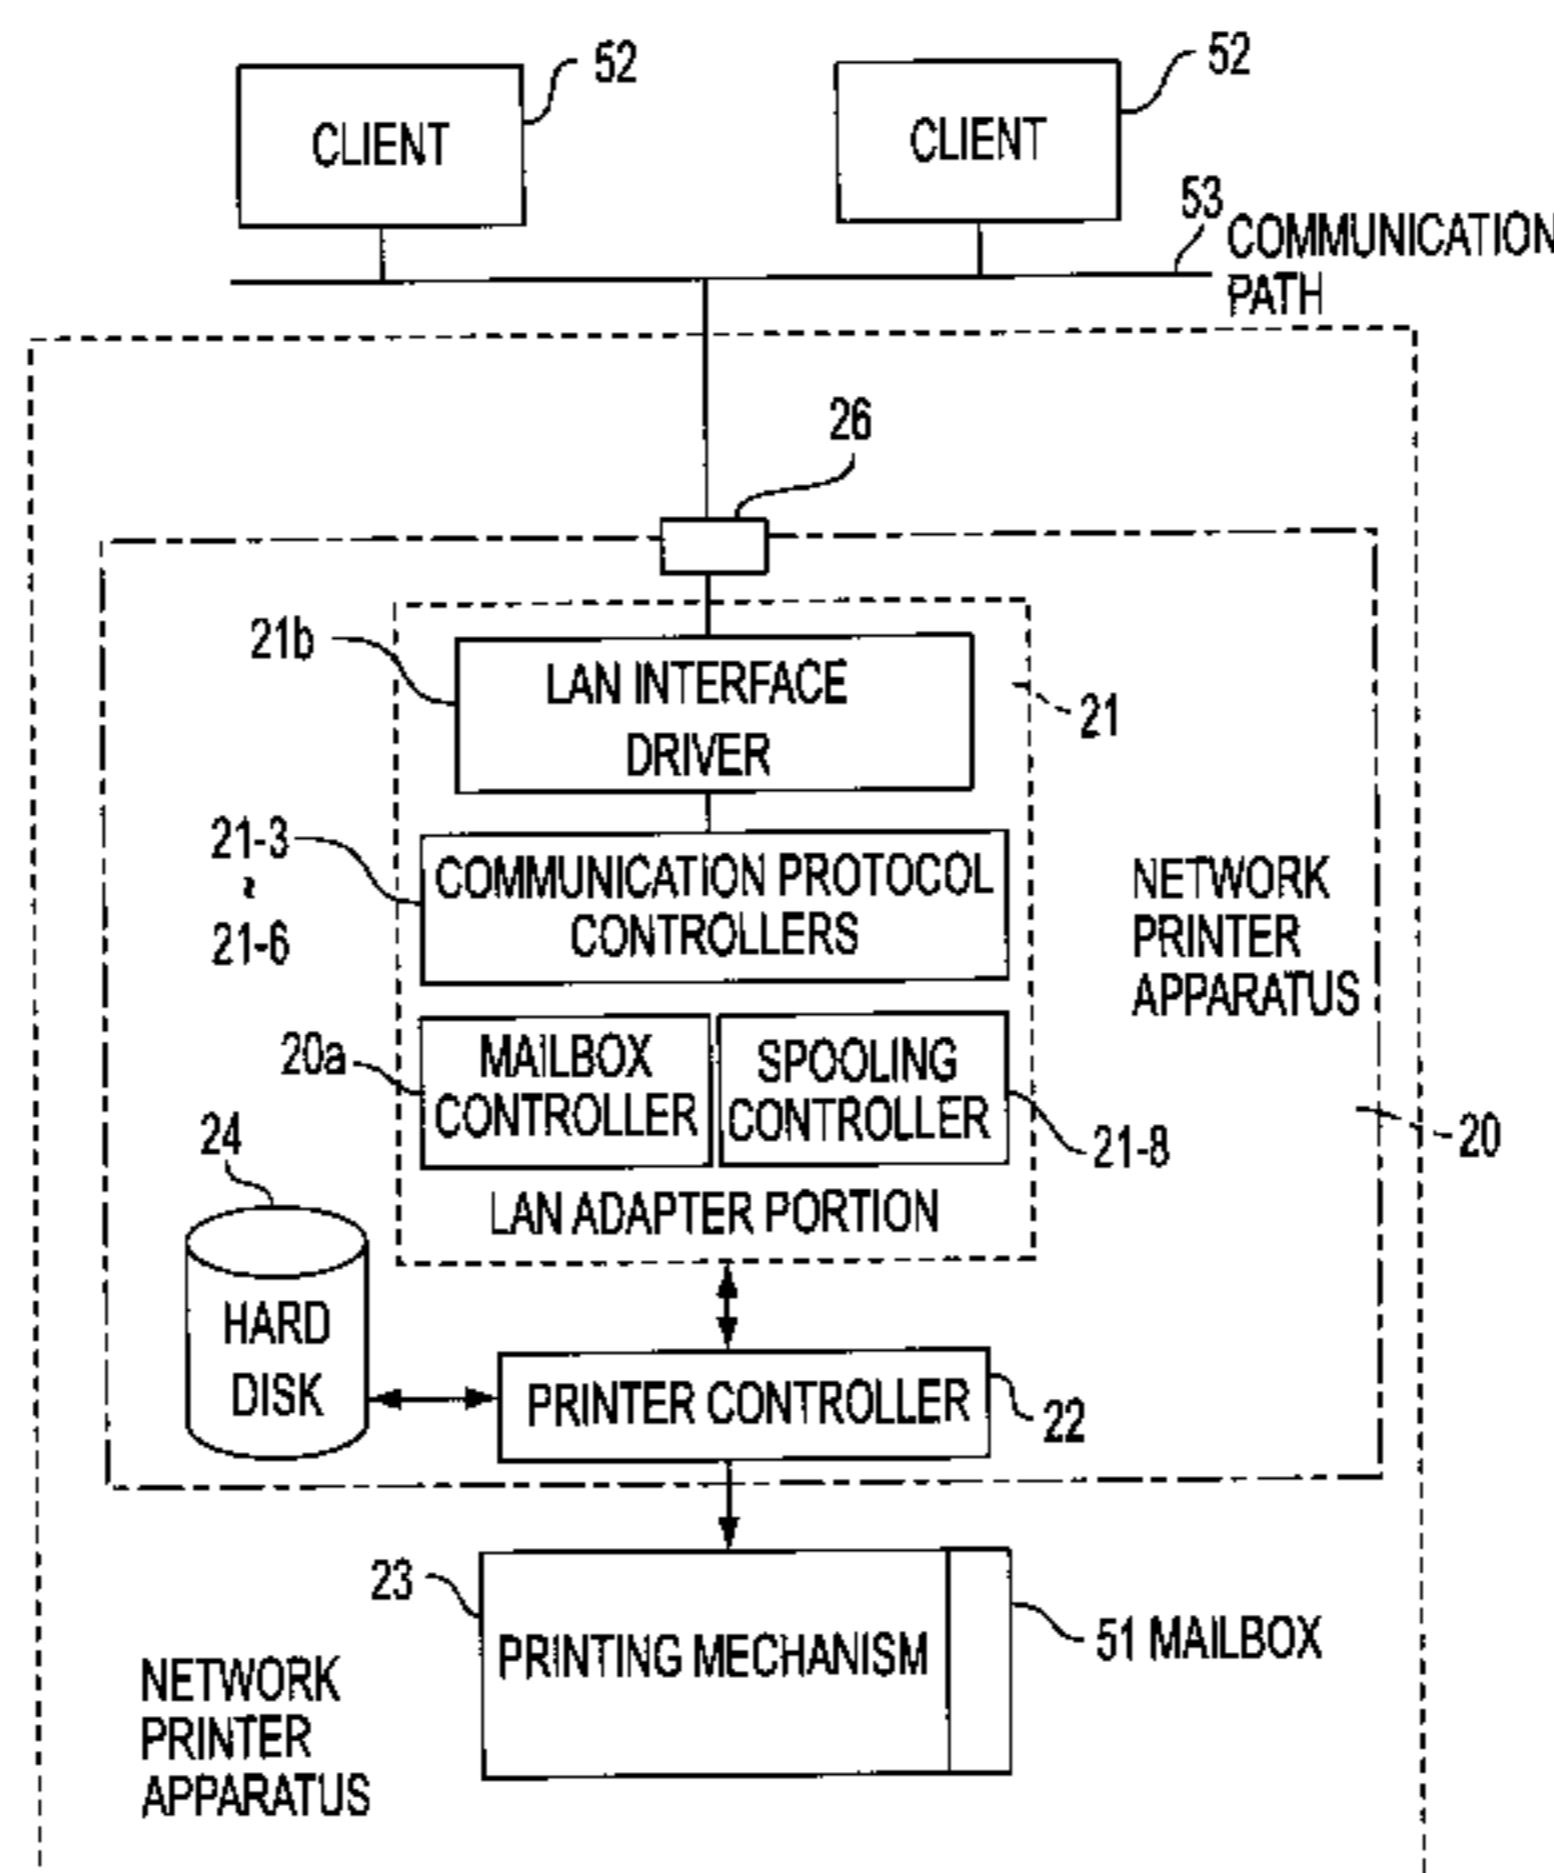 52
52
CLIENT
CLIENT
53
COMMUNICATION
PATH
26
21b
LAN INTERFACE
DRIVER
21
21-3
≀
21-6
COMMUNICATION PROTOCOL
CONTROLLERS
NETWORK
PRINTER
APPARATUS
20a
MAILBOX
CONTROLLER
SPOOLING
CONTROLLER
21-8
20
24
LAN ADAPTER PORTION
HARD
DISK
PRINTER CONTROLLER
22
23
PRINTING MECHANISM
51 MAILBOX
NETWORK
PRINTER
APPARATUS